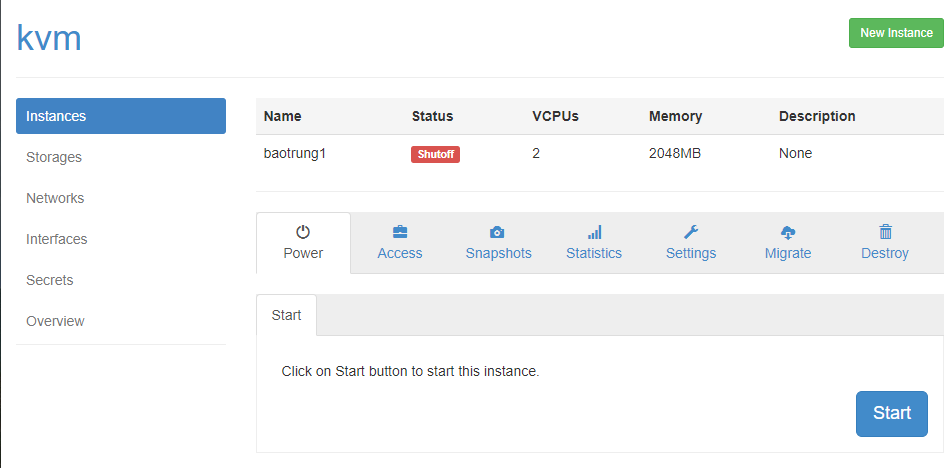 kvm
New Instance
Instances
Storages
Networks
Interfaces
Secrets
Overview
Name Status VCPUs Memory Description
baotrung1 Shutoff 2 2048MB None
Power Access Snapshots Statistics Settings Migrate Destroy
Start
Click on Start button to start this instance.
Start